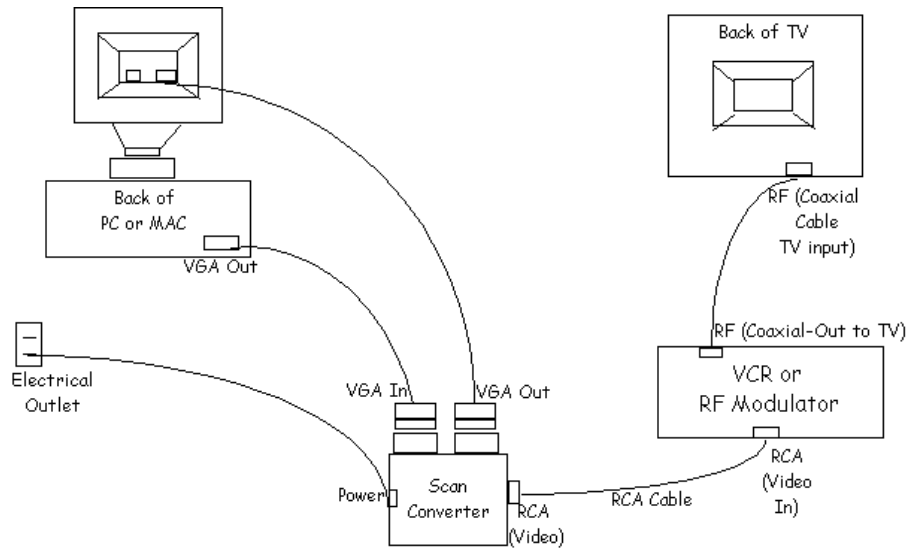 Back of TV
Back of
PC or MAC
VGA Out
RF (Coaxial
Cable
TV input)
RF (Coaxial-Out to TV)
VCR or
RF Modulator
Electrical
Outlet
VGA In
VGA Out
RCA
(Video
In)
Power
Scan
Converter
RCA
(Video)
RCA Cable